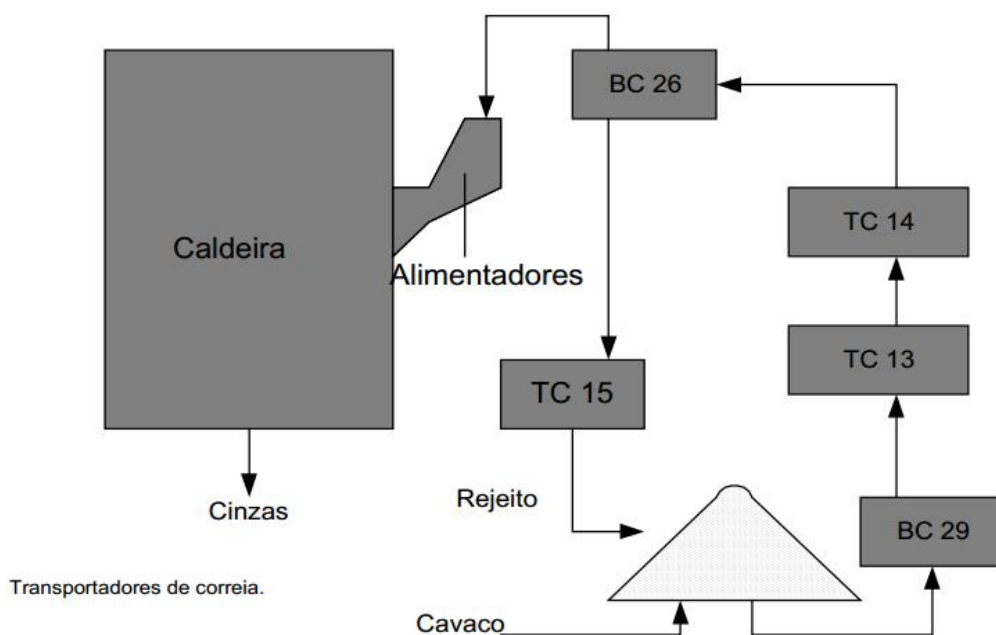 BC 26
TC 14
Caldeira
Alimentadores
TC 13
TC 15
Rejeito
Cinzas
BC 29
Transportadores de correia.
Cavaco